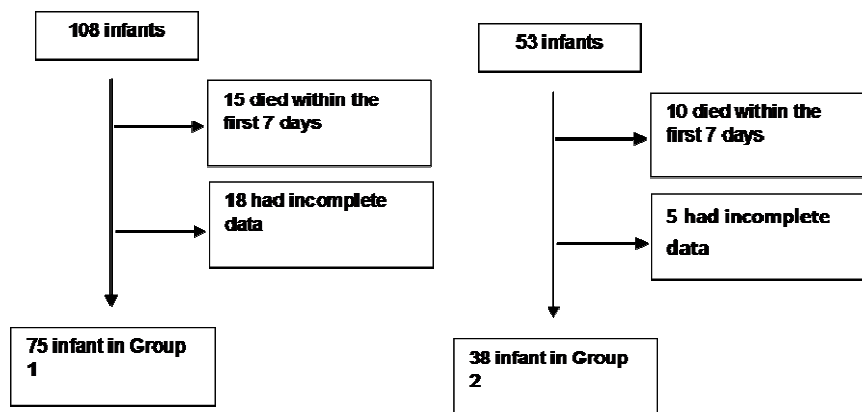 108 infants
15 died within the
first 7 days
18 had incomplete
data
75 infant in Group
1
53 infants
10 died within the
first 7 days
5 had incomplete
data
38 infant in Group
2